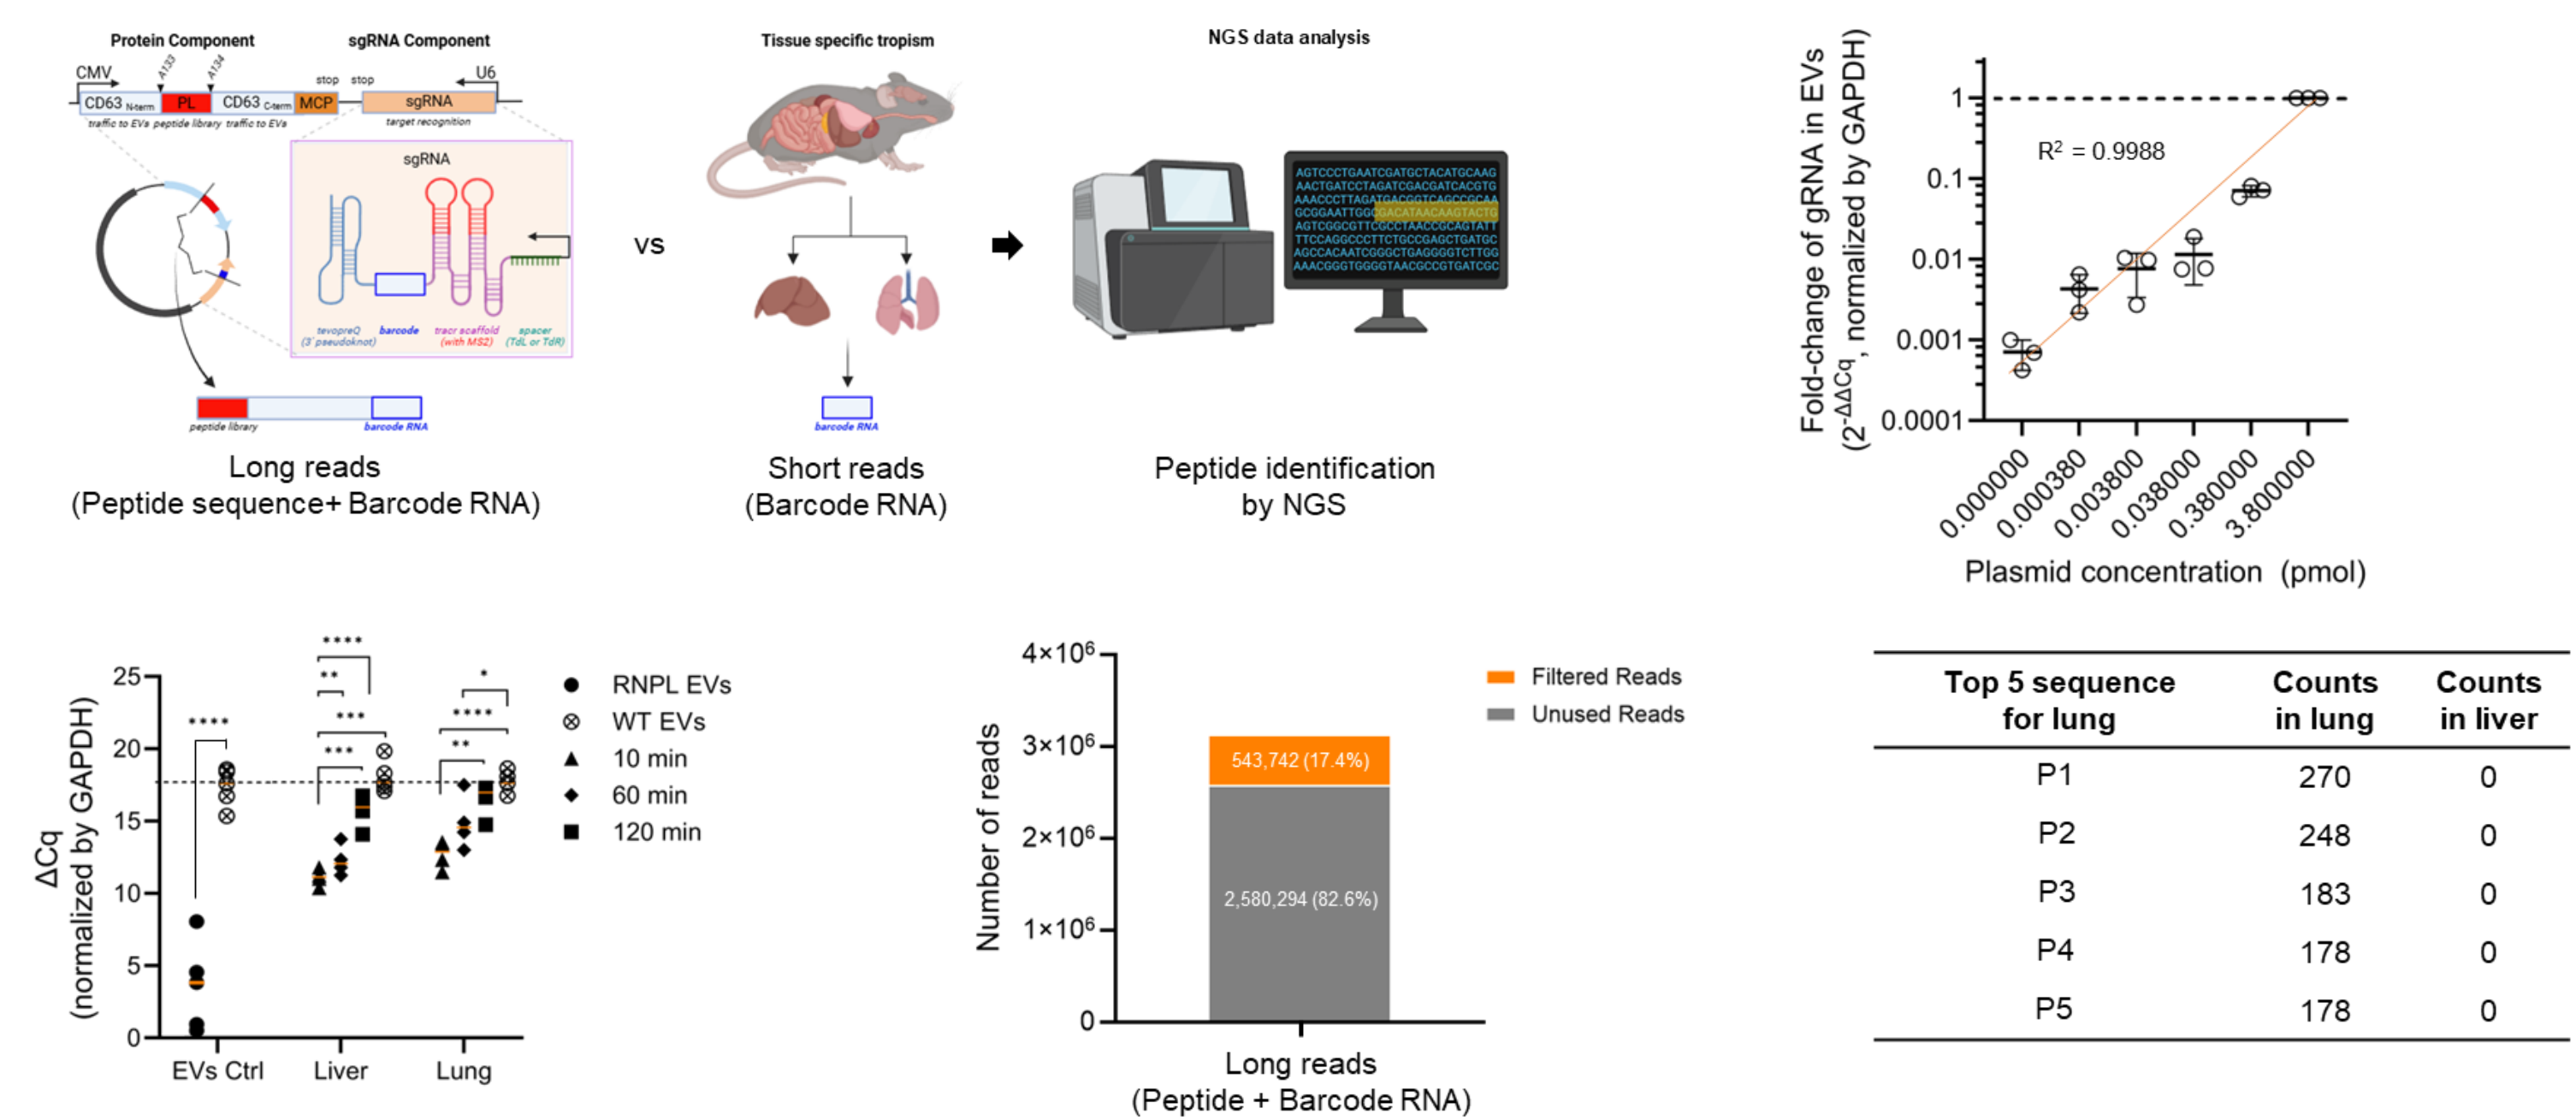 Protein Component
sgRNA Component
CMV
A133
A134
stop
stop
U6
CD63 N-term
PL
CD63 C-term
MCP
sgRNA
traffic to EVs
peptide library
traffic to EVs
target recognition
sgRNA
tevopreQ
(3´ pseudoknot)
barcode
tracr scaffold
(with MS2)
spacer
(TdL or TdR)
peptide library
barcode RNA
Long reads
(Peptide sequence+ Barcode RNA)
vs
Tissue specific tropism
barcode RNA
Short reads
(Barcode RNA)
NGS data analysis
AGTCCCTGAATCGATGCTACATGCAAG
AACTGATCCTAGATCGACGATCACGTG
AAACCCTTAGATGACGGTCAGCCGCAA
GCGGAATTGGCGACATAACAAGTACTG
AGTCGGCGTTCGCCTAACCGCAGTATT
TTCCAGGCCCTTCTGCCGAGCTGATGC
AGCCACAATCGGGCTGAGGGGTCTTGG
AAACGGGTGGGGTAACGCCGTGATCGC
Peptide identification
by NGS
Fold-change of gRNA in EVs
(2-ΔΔCq, normalized by GAPDH)
1
0.1
0.01
0.001
0.0001
R² = 0.9988
0.000000
0.000380
0.003800
0.038000
0.380000
3.800000
Plasmid concentration (pmol)
ΔCq
(normalized by GAPDH)
25
20
15
10
5
0
****
****
**
***
***
*
****
**
EVs Ctrl
Liver
Lung
RNPL EVs
WT EVs
10 min
60 min
120 min
Number of reads
4×10⁶
3×10⁶
2×10⁶
1×10⁶
0
543,742 (17.4%)
2,580,294 (82.6%)
Long reads
(Peptide + Barcode RNA)
Filtered Reads
Unused Reads
Top 5 sequence for lung	Counts in lung	Counts in liver
P1	270	0
P2	248	0
P3	183	0
P4	178	0
P5	178	0